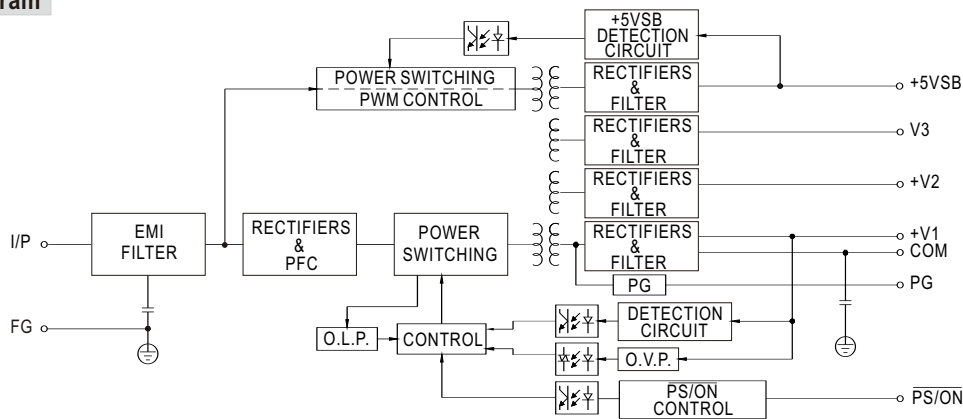 ram
+5VSB
DETECTION
CIRCUIT
POWER SWITCHING
PWM CONTROL
RECTIFIERS
&
FILTER
+5VSB
RECTIFIERS
&
FILTER
V3
RECTIFIERS
&
FILTER
+V2
I/P
EMI
FILTER
RECTIFIERS
&
PFC
POWER
SWITCHING
RECTIFIERS
&
FILTER
+V1
COM
PG
PG
FG
O.L.P.
CONTROL
DETECTION
CIRCUIT
O.V.P.
PS/ON
CONTROL
PS/ON